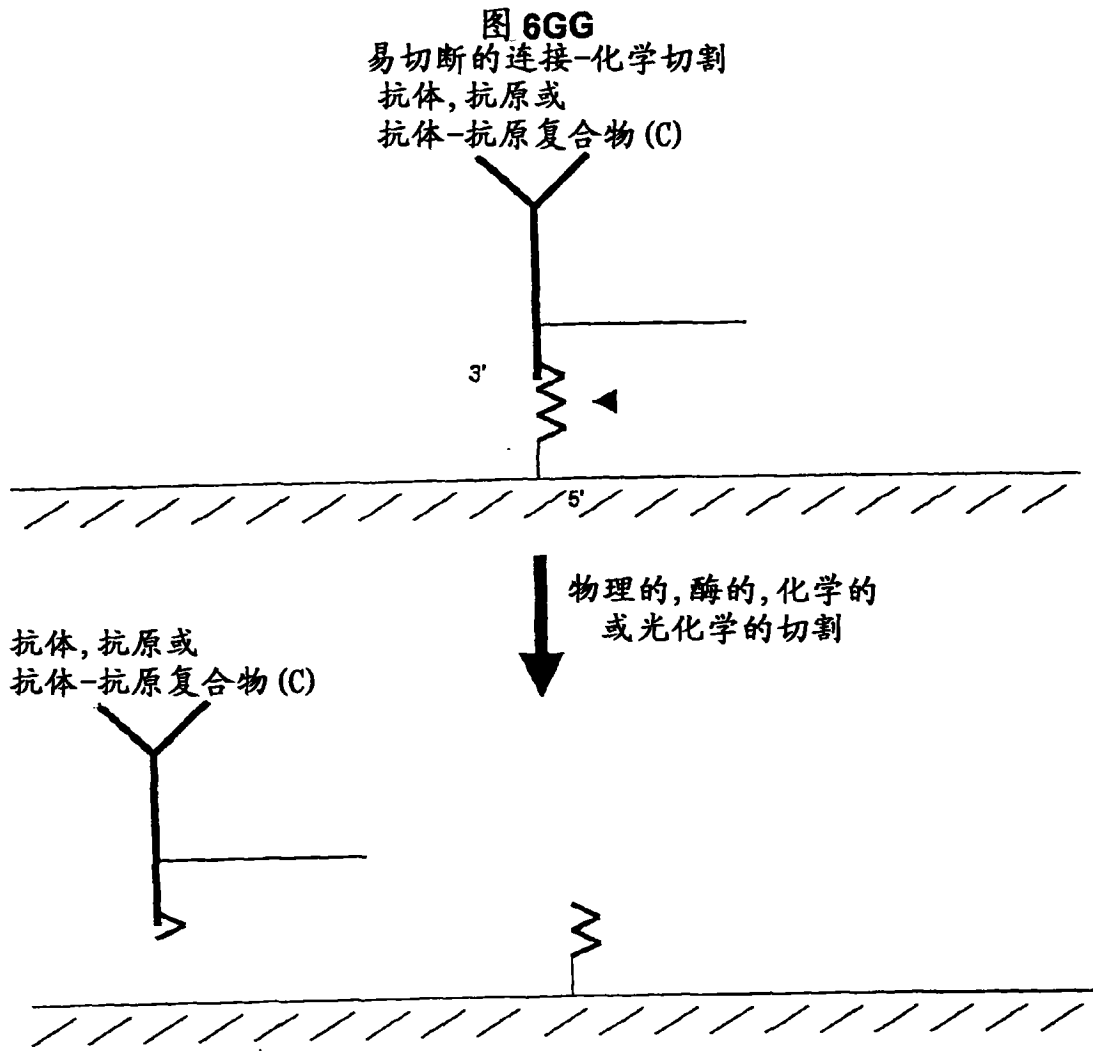 图 6GG
易切断的连接-化学切割
抗体,抗原或
抗体-抗原复合物(C)
3'
5'
物理的,酶的,化学的
或光化学的切割
抗体,抗原或
抗体-抗原复合物(C)